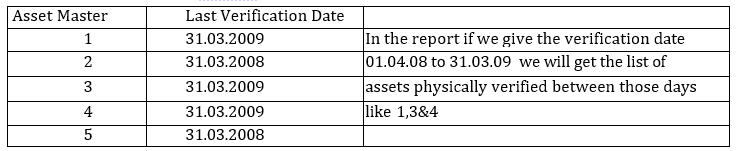 Asset Master Last Verification Date
1 31.03.2009 In the report if we give the verification date
2 31.03.2008 01.04.08 to 31.03.09 we will get the list of
3 31.03.2009 assets physically verified between those days
4 31.03.2009 like 1,3&4
5 31.03.2008